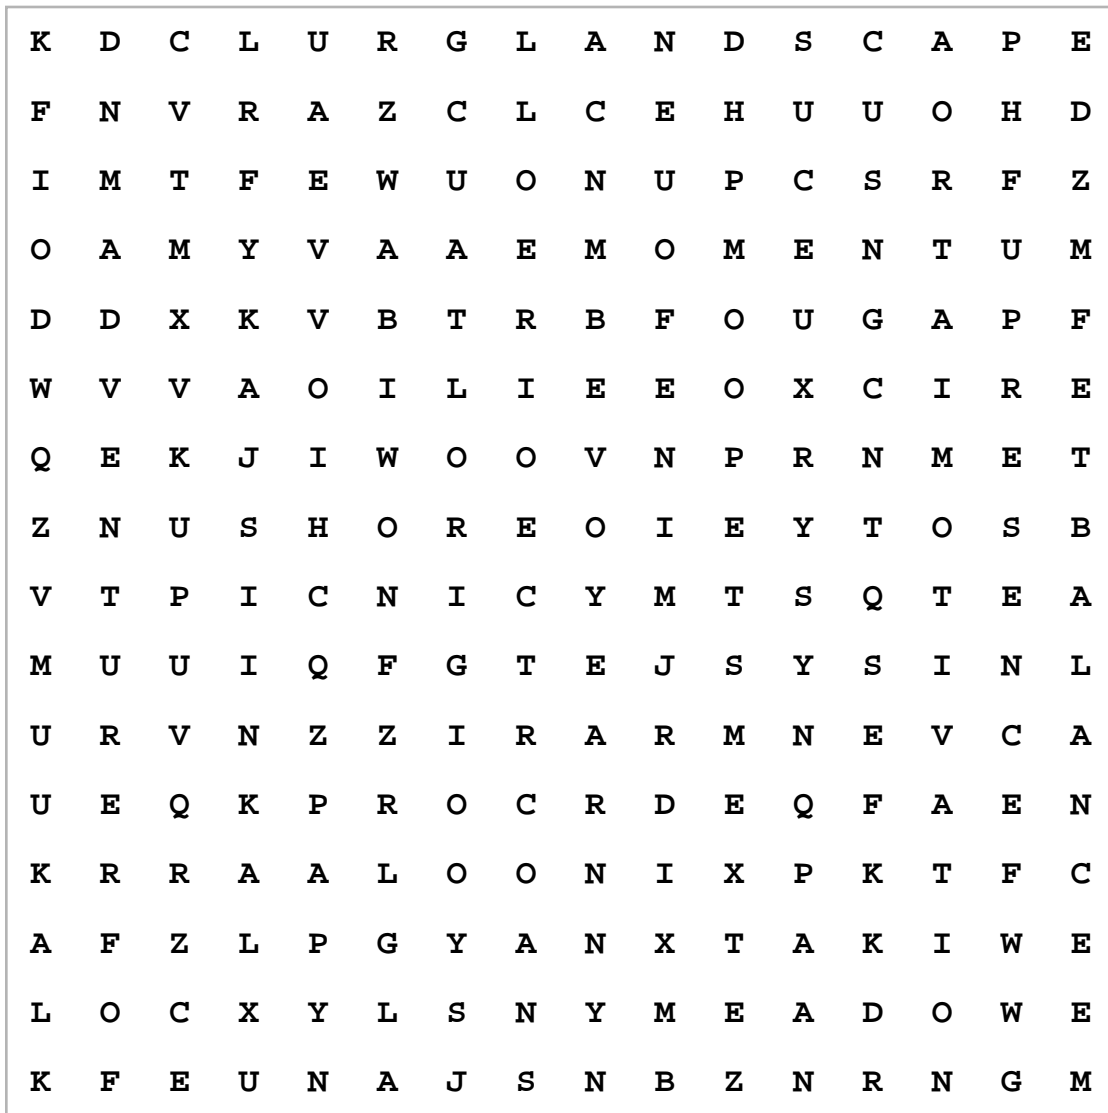 K D C L U R G L A N D S C A P E
F N V R A Z C L C E H U U O H D
I M T F E W U O N U P C S R F Z
O A M Y V A A E M O M E N T U M
D D X K V B T R B F O U G A P F
W V V A O I L I E E O X C I R E
Q E K J I W O O V N P R N M E T
Z N U S H O R E O I E Y T O S B
V T P I C N I C Y M T S Q T E A
M U U I Q F G T E J S Y S I N L
U R V N Z Z I R A R M N E V C A
U E Q K P R O C R D E Q F A E N
K R R A A L O O N I X P K T F C
A F Z L P G Y A N X T A K I W E
L O C X Y L S N Y M E A D O W E
K F E U N A J S N B Z N R N G M